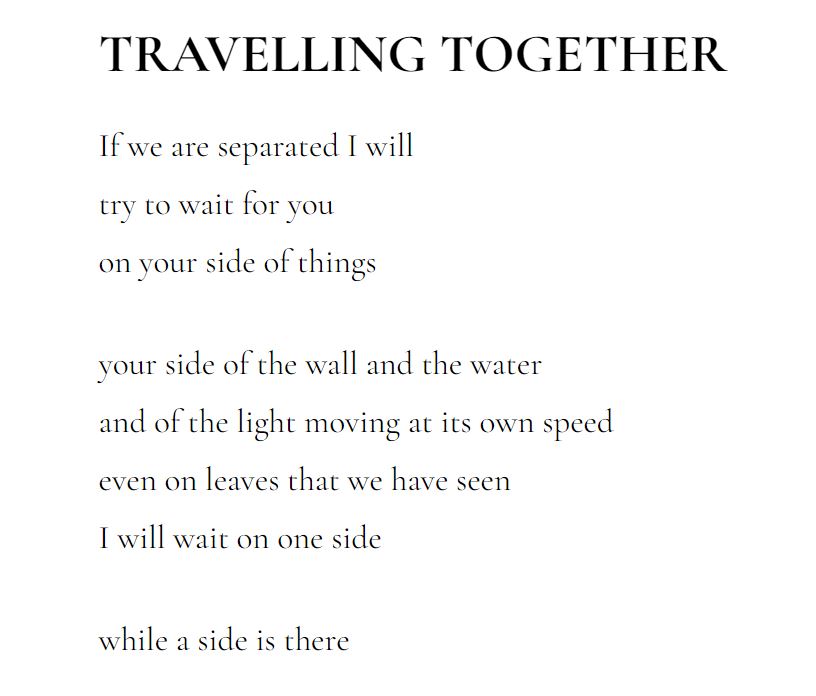 TRAVELLING TOGETHER
If we are separated I will
try to wait for you
on your side of things
your side of the wall and the water
and of the light moving at its own speed
even on leaves that we have seen
I will wait on one side
while a side is there